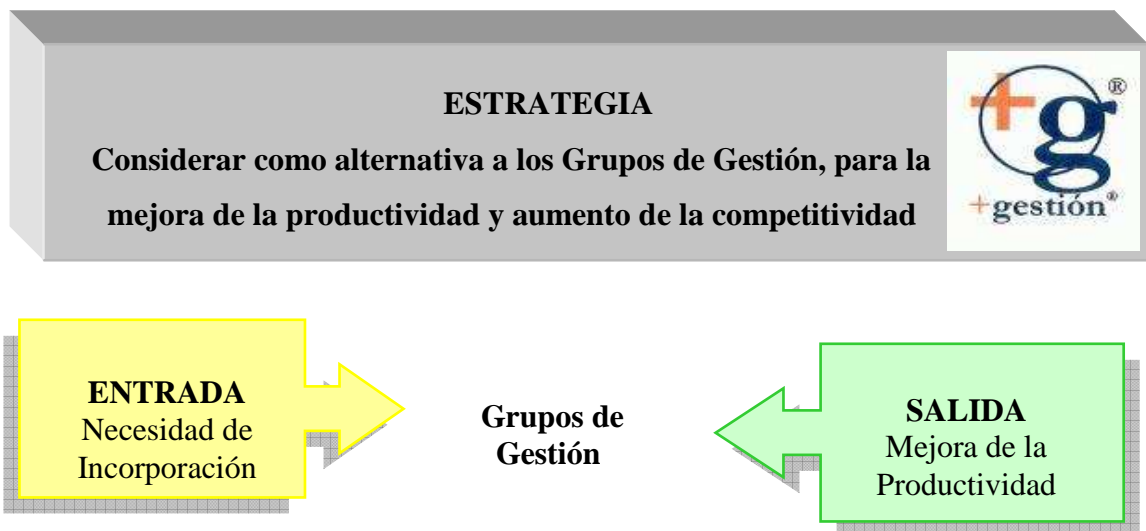 ESTRATEGIA
Considerar como alternativa a los Grupos de Gestión, para la
mejora de la productividad y aumento de la competitividad
+g®
+gestión®
ENTRADA
Necesidad de
Incorporación
Grupos de
Gestión
SALIDA
Mejora de la
Productividad